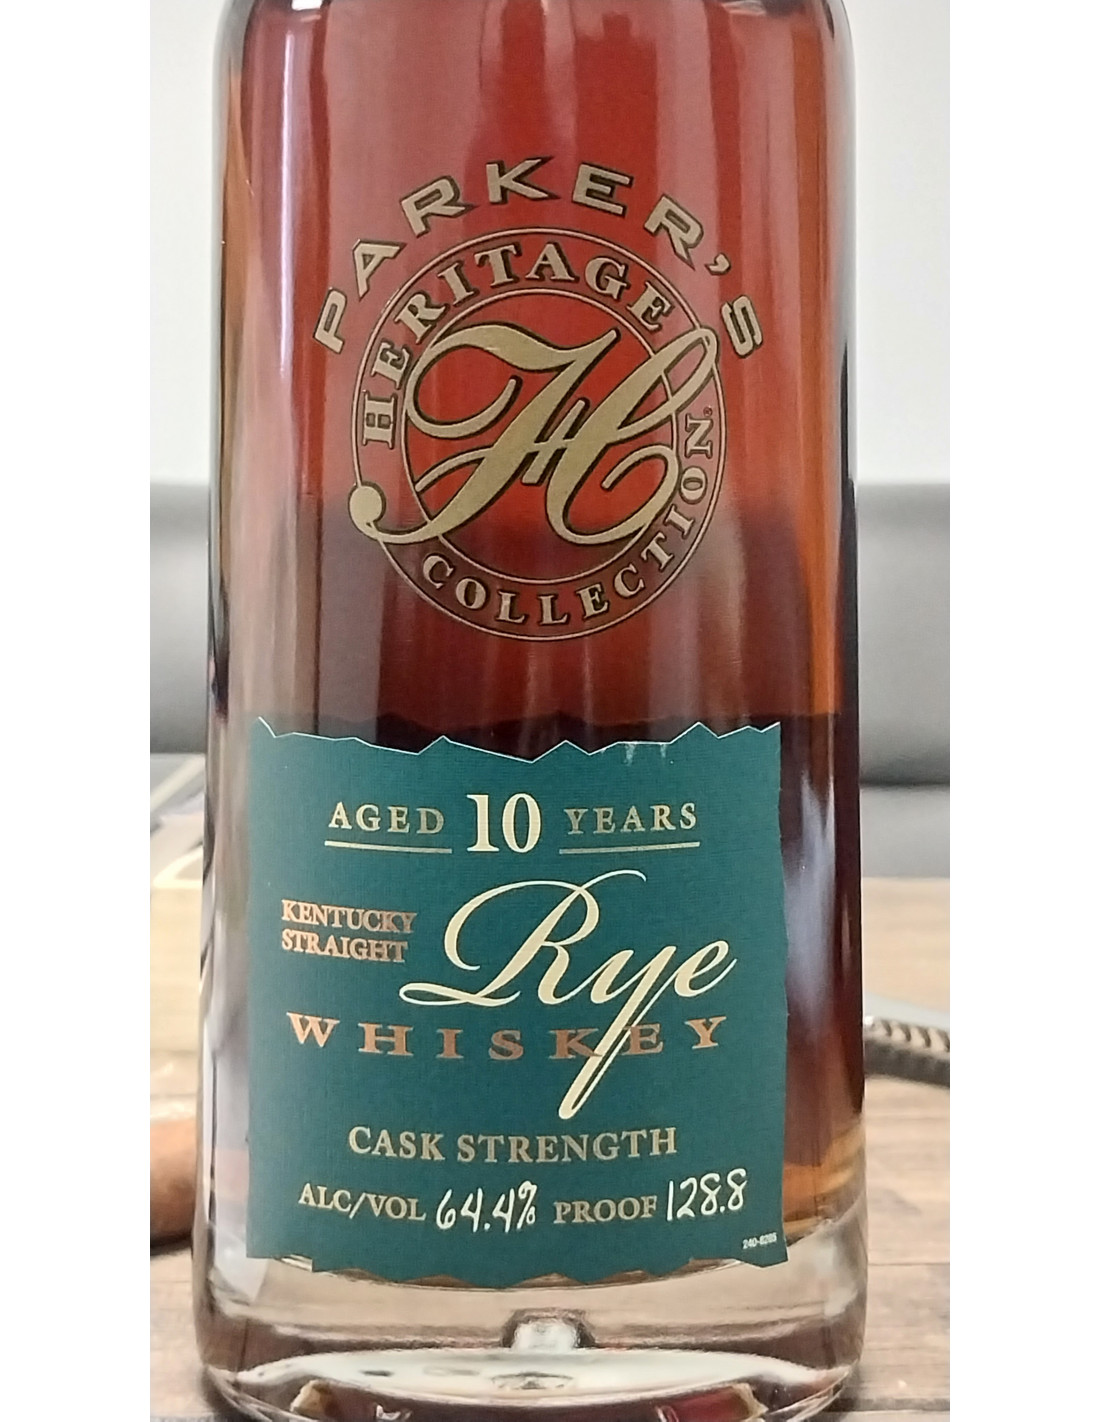 PARKER'S
HERITAGE
COLLECTION
H
AGED 10 YEARS
KENTUCKY
STRAIGHT
Rye
WHISKEY
CASK STRENGTH
ALC/VOL 64.4% PROOF 128.8